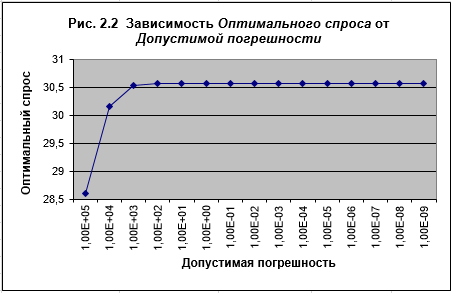 Рис. 2.2 Зависимость Оптимального спроса от
Допустимой погрешности
Оптимальный спрос
31
30,5
30
29,5
29
28,5
1,00E+05
1,00E+04
1,00E+03
1,00E+02
1,00E+01
1,00E+00
1,00E-01
1,00E-02
1,00E-03
1,00E-04
1,00E-05
1,00E-06
1,00E-07
1,00E-08
1,00E-09
Допустимая погрешность